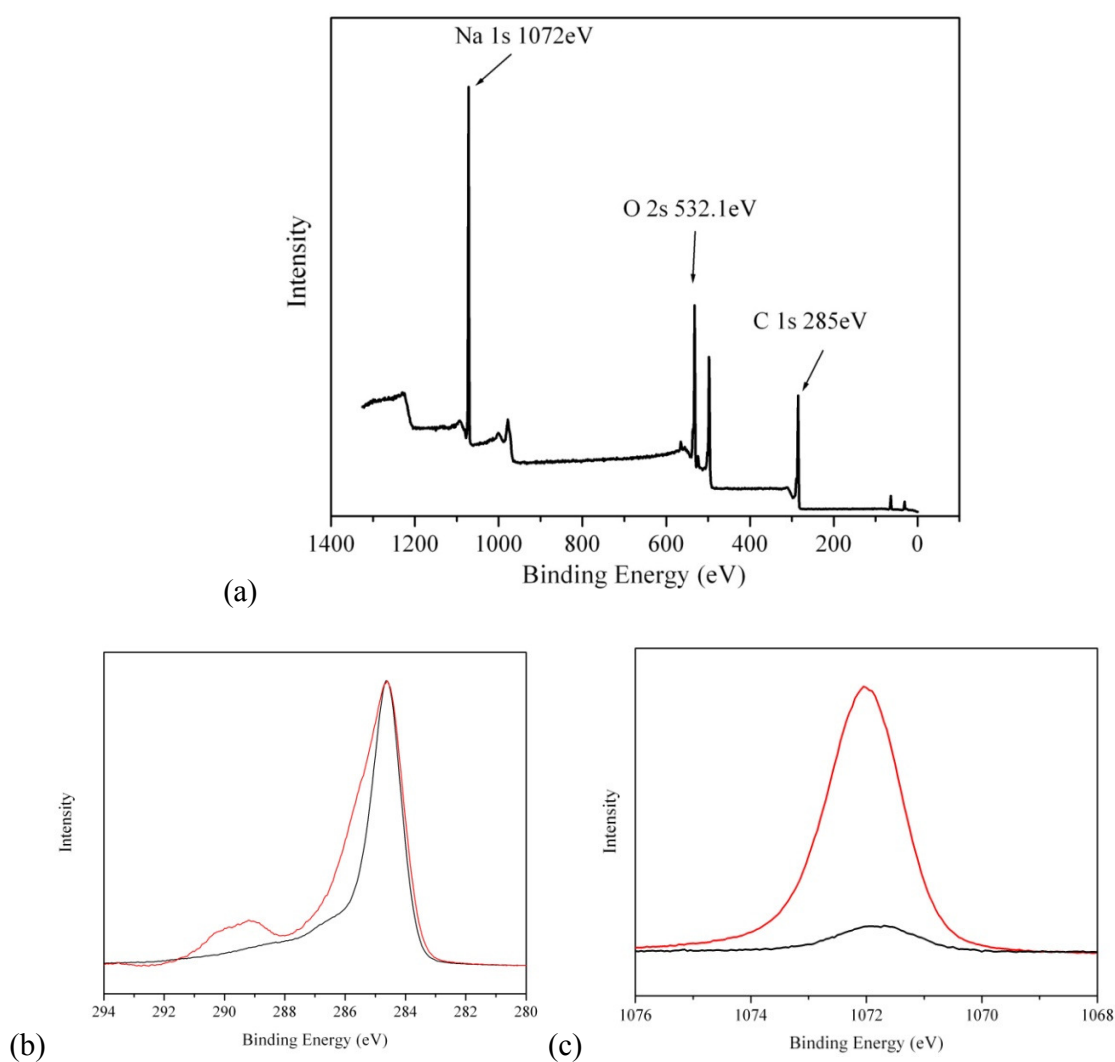 Na 1s 1072eV
O 2s 532.1eV
C 1s 285eV
Intensity
1400 1200 1000 800 600 400 200 0
Binding Energy (eV)
(a)
Intensity
294 292 290 288 286 284 282 280
Binding Energy (eV)
(b)
Intensity
1076 1074 1072 1070 1068
Binding Energy (eV)
(c)